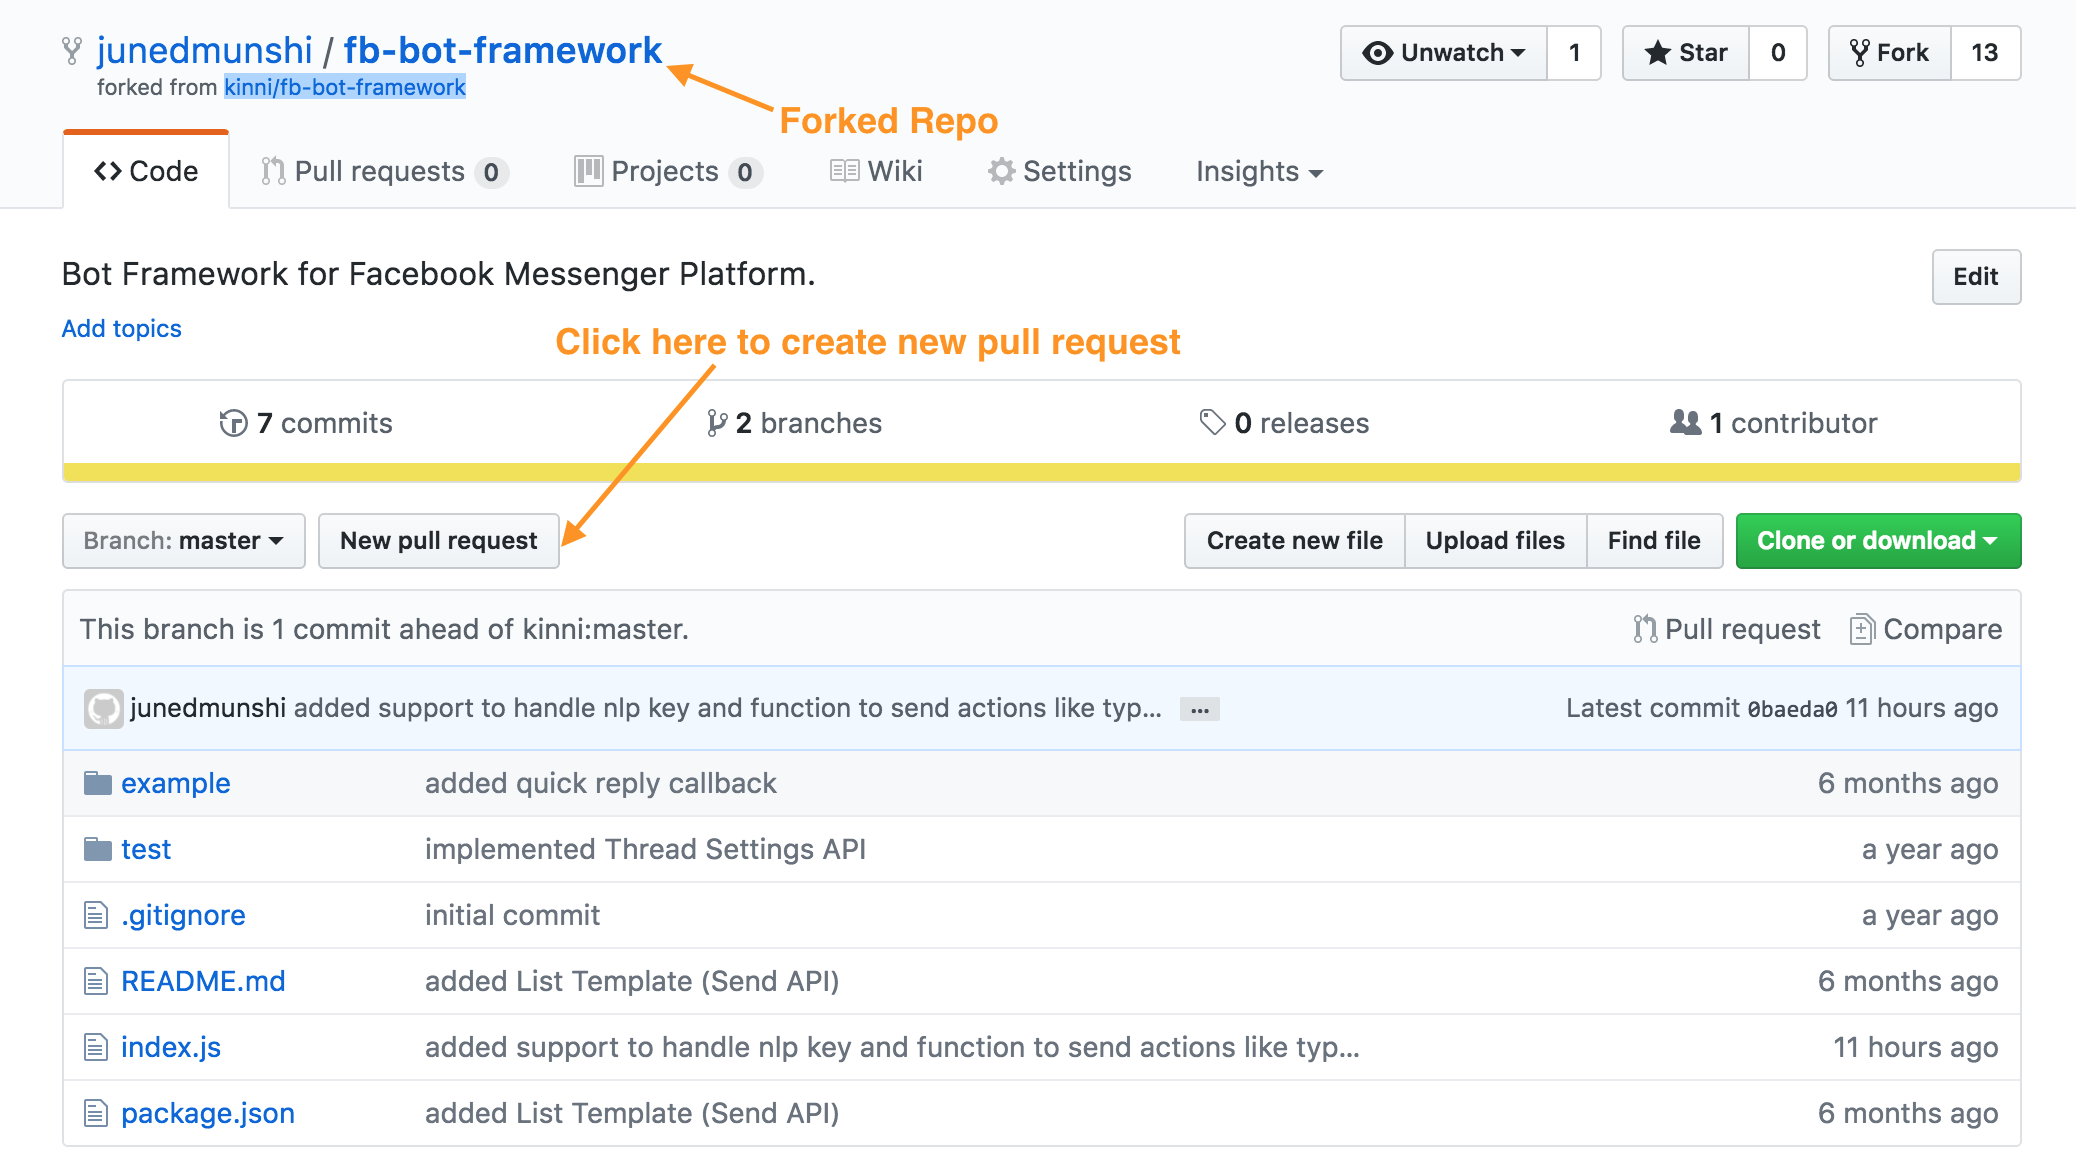 junedmunshi / fb-bot-framework
Unwatch 1 Star 0 Fork 13
forked from kinni/fb-bot-framework
Forked Repo
Code Pull requests 0 Projects 0 Wiki Settings Insights
Bot Framework for Facebook Messenger Platform.
Edit
Add topics
Click here to create new pull request
7 commits 2 branches 0 releases 1 contributor
Branch: master New pull request Create new file Upload files Find file Clone or download
This branch is 1 commit ahead of kinni:master. Pull request Compare
junedmunshi added support to handle nlp key and function to send actions like typ... ... Latest commit 0baeda0 11 hours ago
example added quick reply callback 6 months ago
test implemented Thread Settings API a year ago
.gitignore initial commit a year ago
README.md added List Template (Send API) 6 months ago
index.js added support to handle nlp key and function to send actions like typ... 11 hours ago
package.json added List Template (Send API) 6 months ago